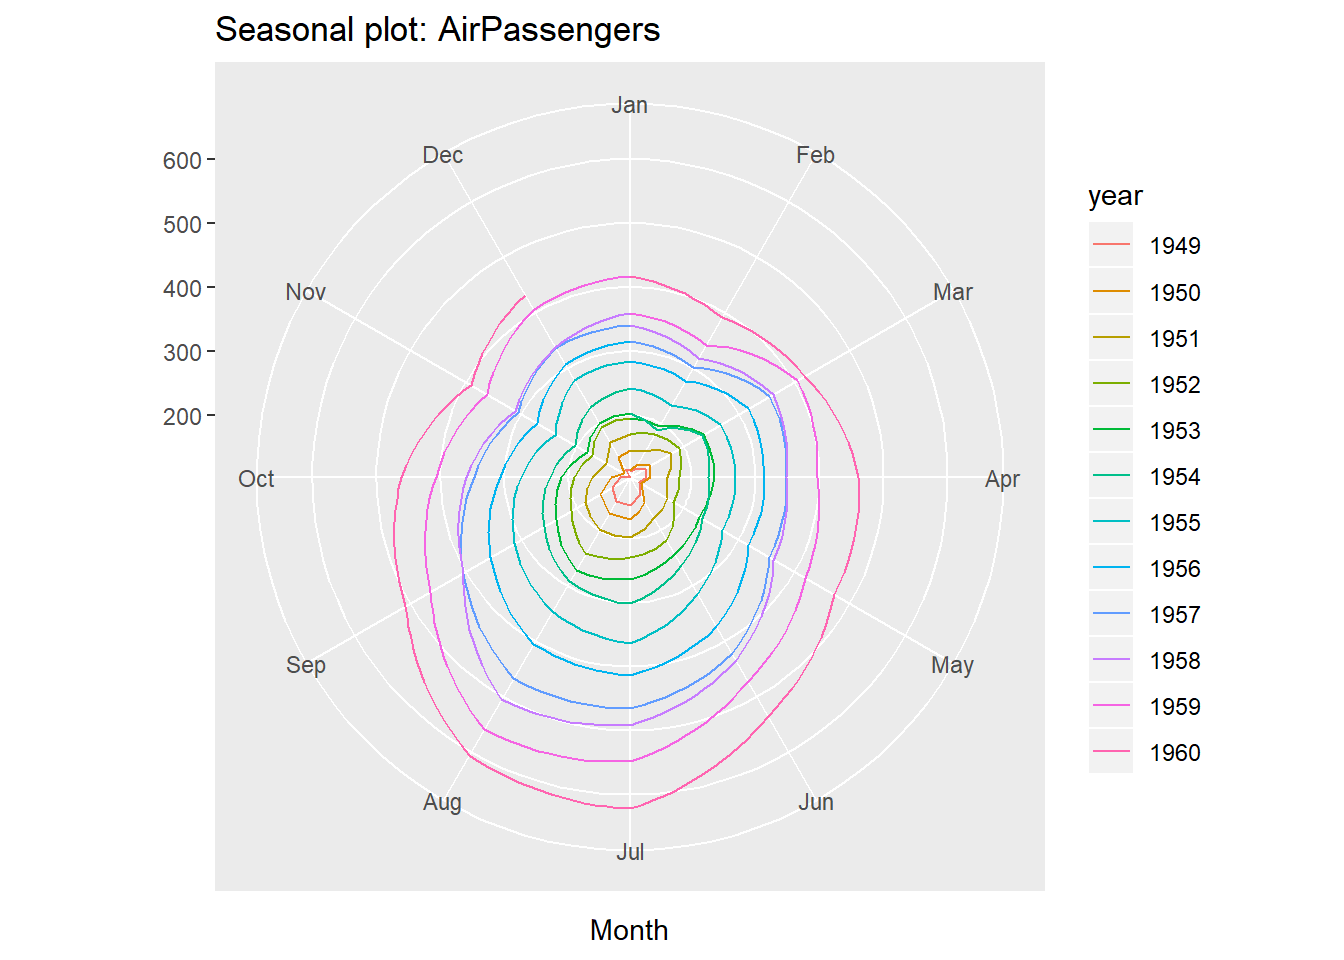 Seasonal plot: AirPassengers
Jan
Dec
Feb
600
500
400
Nov
Mar
300
200
Oct
Apr
Sep
May
Aug
Jun
Jul
Month
year
1949
1950
1951
1952
1953
1954
1955
1956
1957
1958
1959
1960